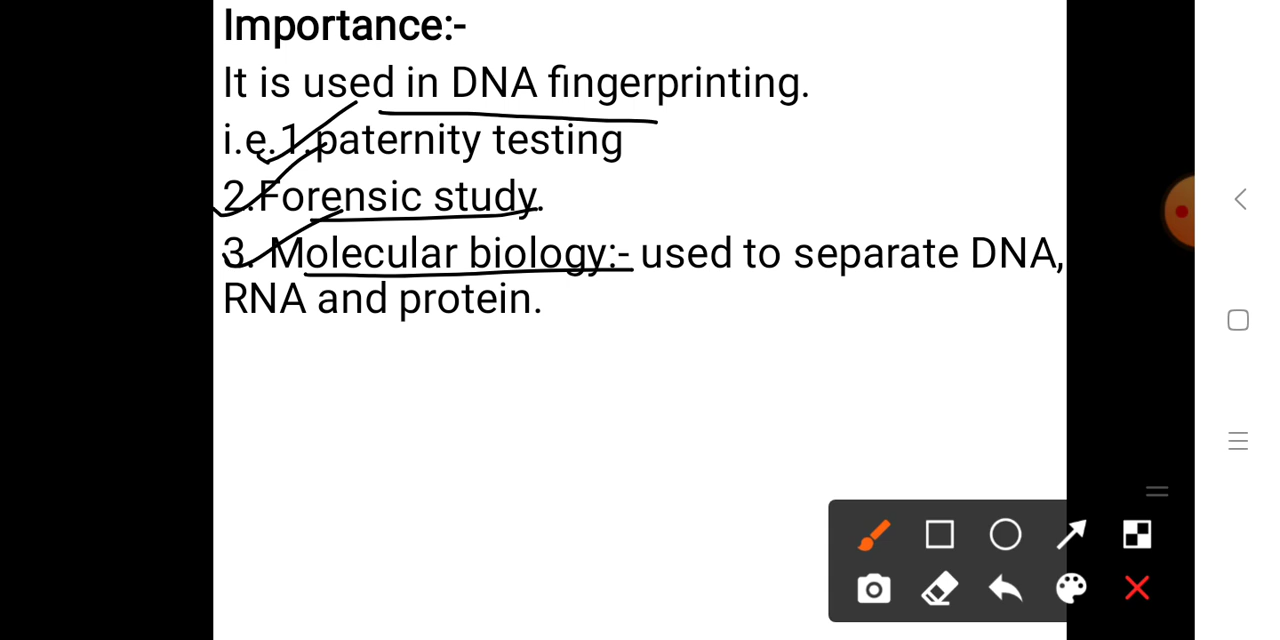 Importance:-
It is used in DNA fingerprinting.
i.e.1.paternity testing
2.Forensic study.
3. Molecular biology:- used to separate DNA,
RNA and protein.